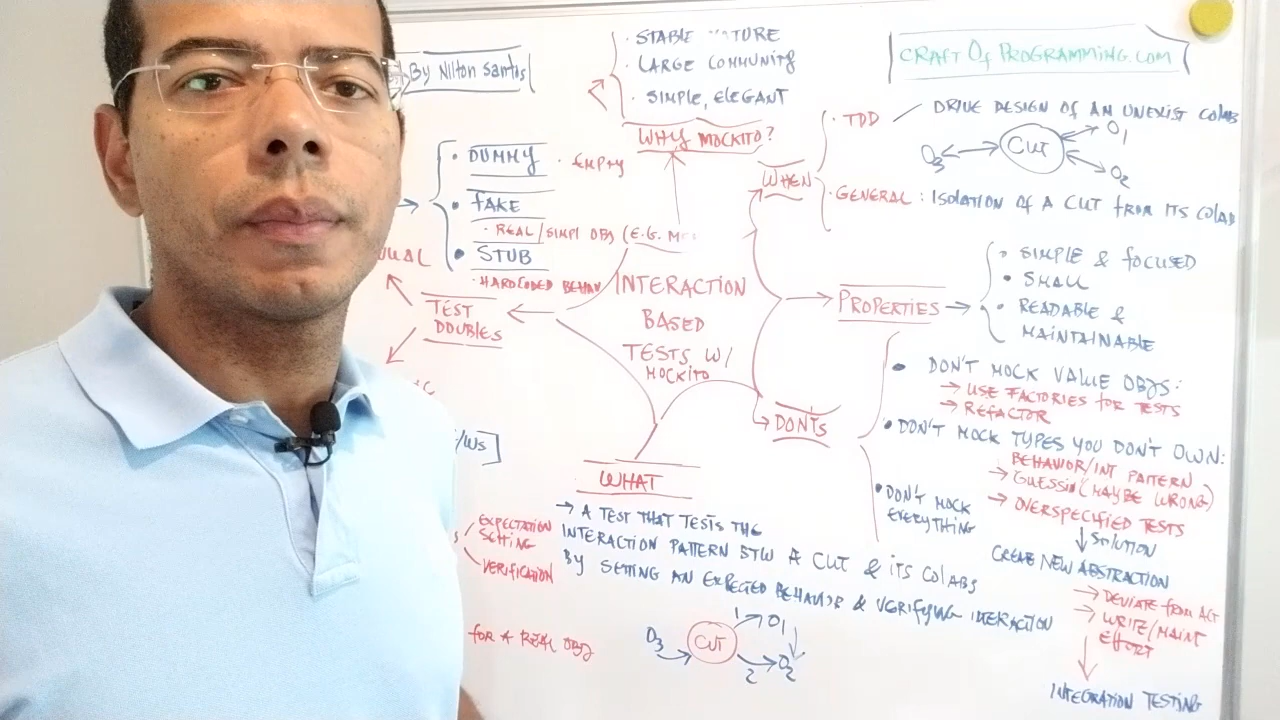 By Nilton Santos
STABLE
LARGE COMMUNITY
SIMPLE, ELEGANT
WHY MOCKITO?
CRAFT Of PROGRAMMING.COM
WHEN
TDD
DRIVE DESIGN OF AN UNEXIST COLAB
CUT
O1
O2
O3
GENERAL : ISOLATION OF A CUT FROM ITS COLAB
DUMMY
EMPTY
FAKE
REAL/SIMPL OBJ (E.G.
STUB
HARDCODED BEHAV
TEST
DOUBLES
INTERACTION
BASED
TESTS W/
MOCKITO
PROPERTIES
SIMPLE & FOCUSED
SMALL
READABLE &
MAINTAINABLE
DONTS
DON'T MOCK VALUE OBJS:
→ USE FACTORIES FOR TESTS
→ REFACTOR
DON'T MOCK TYPES YOU DON'T OWN:
BEHAVIOR/INT PATTERN
→ GUESSIN (MAYBE WRONG)
→ OVERSPECIFIED TESTS
↓ SOLUTION
CREATE NEW ABSTRACTION
→ DEVIATE FROM ACT
→ WRITE/MAINT
EFFORT
INTEGRATION TESTING
DON'T MOCK
EVERYTHING
WHAT
→ A TEST THAT TESTS THE
INTERACTION PATTERN BTW A CUT & ITS COLABS
BY SETTING AN EXPECED BEHAVIOR & VERIFYING INTERACTION
/WS]
EXPECTATION
SETTING
VERIFICATION
FOR A REAL OBJ
O3
CUT
1
O1
2
O2